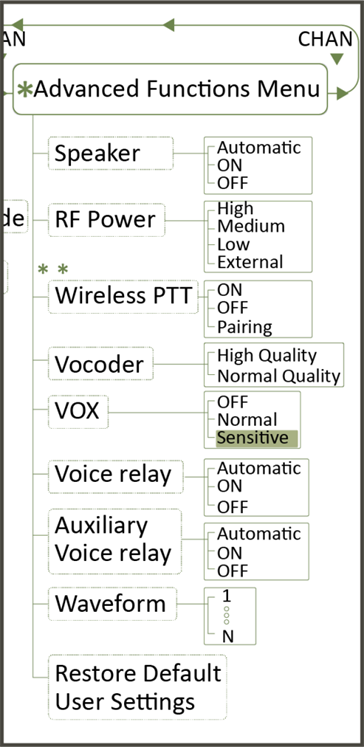 AN
CHAN
*Advanced Functions Menu
Speaker
Automatic
ON
OFF
de
RF Power
High
Medium
Low
External
* *
Wireless PTT
ON
OFF
Pairing
Vocoder
High Quality
Normal Quality
VOX
OFF
Normal
Sensitive
Voice relay
Automatic
ON
OFF
Auxiliary
Voice relay
Automatic
ON
OFF
Waveform
1
N
Restore Default
User Settings